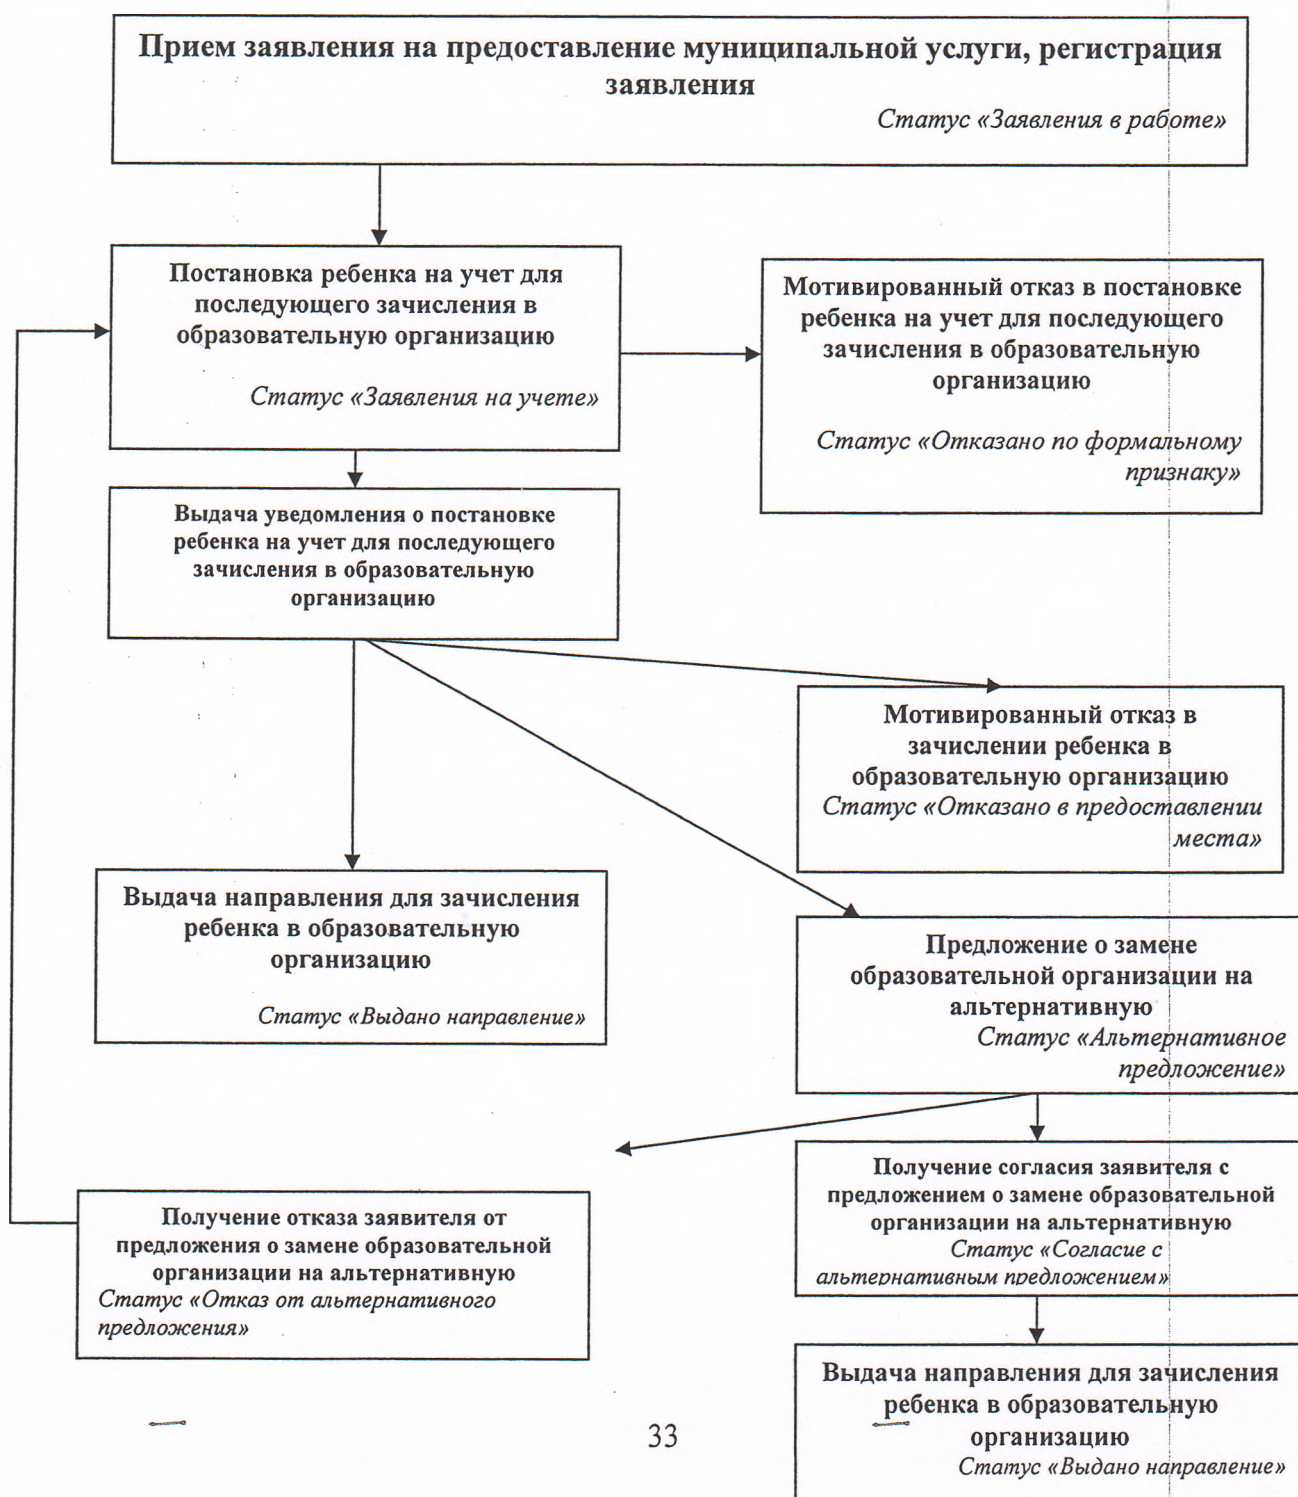 Прием заявления на предоставление муниципальной услуги, регистрация
заявления
Статус «Заявления в работе»
Постановка ребенка на учет для
последующего зачисления в
образовательную организацию
Статус «Заявления на учете»
Мотивированный отказ в постановке
ребенка на учет для последующего
зачисления в образовательную
организацию
Статус «Отказано по формальному
признаку»
Выдача уведомления о постановке
ребенка на учет для последующего
зачисления в образовательную
организацию
Мотивированный отказ в
зачислении ребенка в
образовательную организацию
Статус «Отказано в предоставлении
места»
Выдача направления для зачисления
ребенка в образовательную
организацию
Статус «Выдано направление»
Предложение о замене
образовательной организации на
альтернативную
Статус «Альтернативное
предложение»
Получение согласия заявителя с
предложением о замене образовательной
организации на альтернативную
Статус «Согласие с
альтернативным предложением»
Получение отказа заявителя от
предложения о замене образовательной
организации на альтернативную
Статус «Отказ от альтернативного
предложения»
Выдача направления для зачисления
ребенка в образовательную
организацию
Статус «Выдано направление»
33